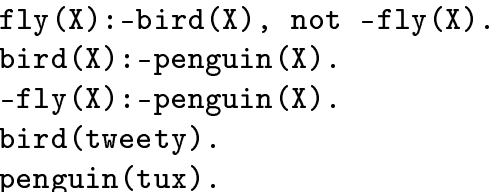 fly(X):-bird(X), not -fly(X).
bird(X):-penguin(X).
-fly(X):-penguin(X).
bird(tweety).
penguin(tux).